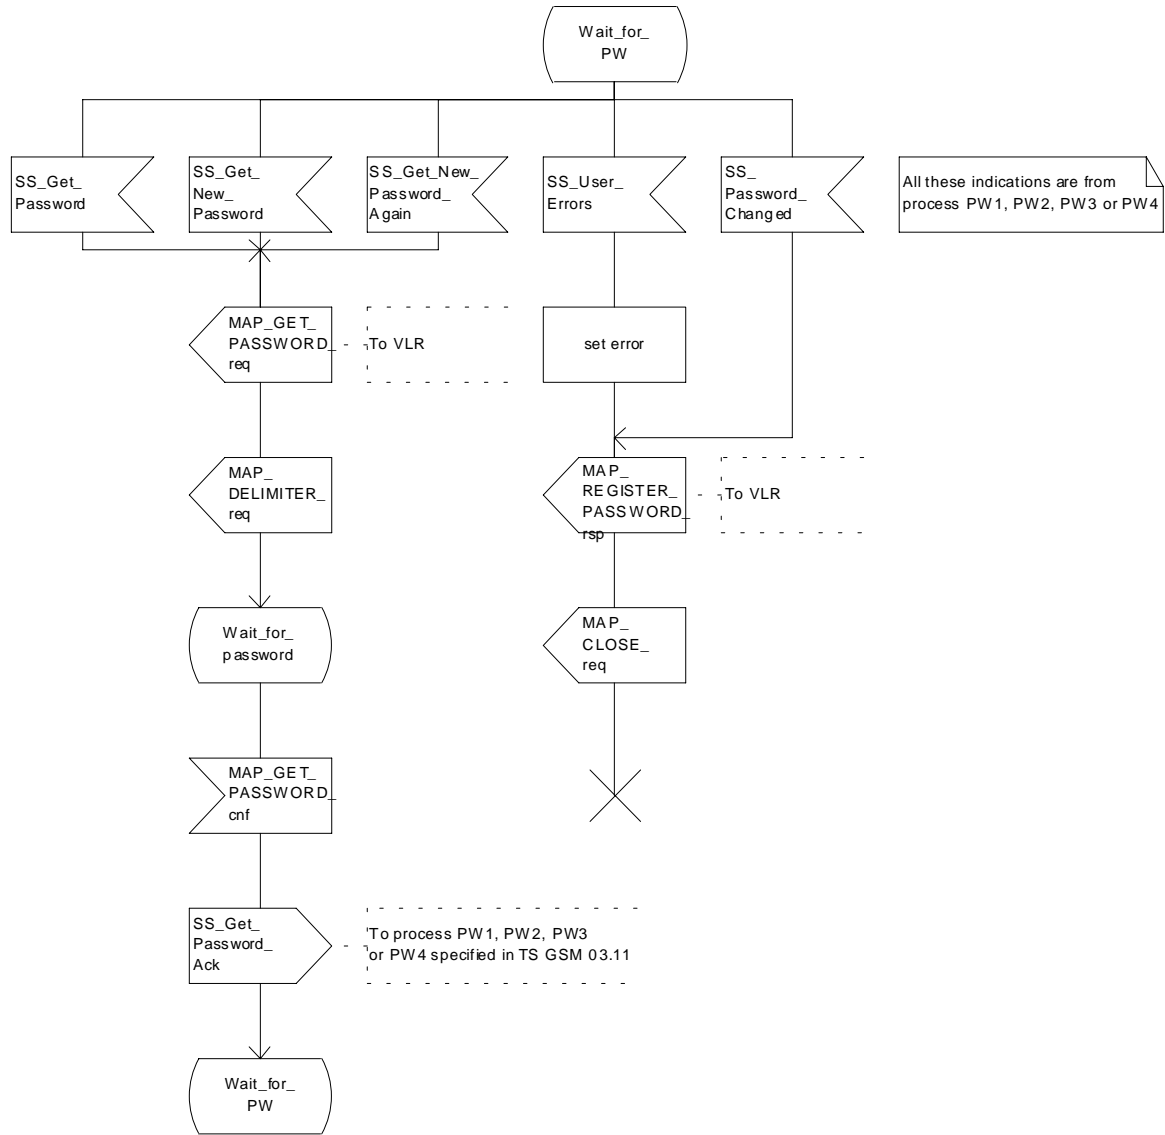 Wait_for_
PW
SS_Get_
Password
SS_Get_
New_
Password
SS_Get_New_
Password_
Again
SS_User_
Errors
SS_
Password_
Changed
All these indications are from
process PW1, PW2, PW3 or PW4
MAP_GET_
PASSWORD_
req
To VLR
set error
MAP_
DELIMITER_
req
MAP_
REGISTER_
PASSWORD_
rsp
To VLR
Wait_for_
password
MAP_
CLOSE_
req
MAP_GET_
PASSWORD_
cnf
SS_Get_
Password_
Ack
To process PW1, PW2, PW3
or PW4 specified in TS GSM 03.11
Wait_for_
PW